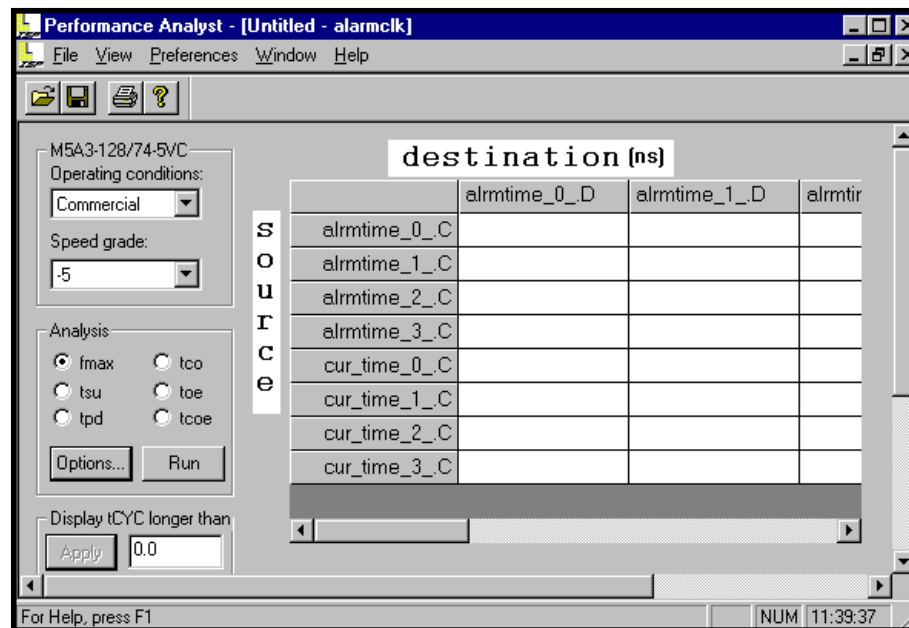 Performance Analyst - [Untitled - alarmclk]
File View Preferences Window Help
M5A3-128/74-5VC
Operating conditions:
Commercial
Speed grade:
-5
Analysis
fmax tco
tsu toe
tpd tcoe
Options... Run
Display tCYC longer than
Apply 0.0
destination (ns)
source
alrmtime_0_.D alrmtime_1_.D alrmtir
alrmtime_0_.C
alrmtime_1_.C
alrmtime_2_.C
alrmtime_3_.C
cur_time_0_.C
cur_time_1_.C
cur_time_2_.C
cur_time_3_.C
For Help, press F1 NUM 11:39:37